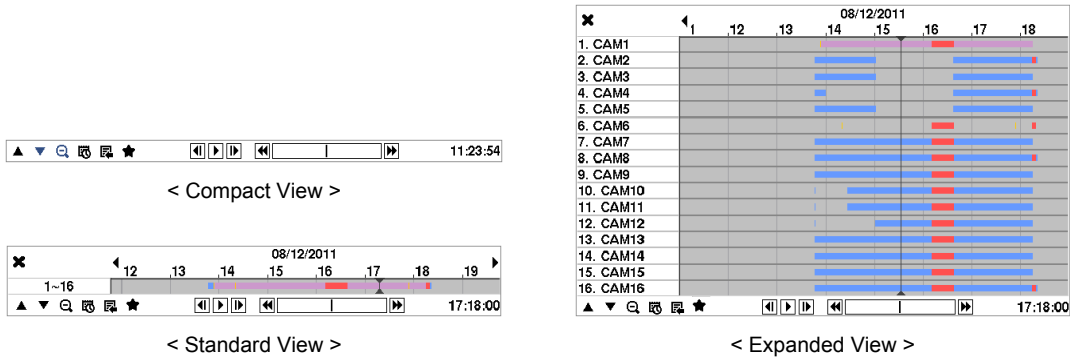 11:23:54
< Compact View >
08/12/2011
12 13 14 15 16 17 18 19
1~16
17:18:00
< Standard View >
08/12/2011
1 12 13 14 15 16 17 18
1. CAM1
2. CAM2
3. CAM3
4. CAM4
5. CAM5
6. CAM6
7. CAM7
8. CAM8
9. CAM9
10. CAM10
11. CAM11
12. CAM12
13. CAM13
14. CAM14
15. CAM15
16. CAM16
17:18:00
< Expanded View >